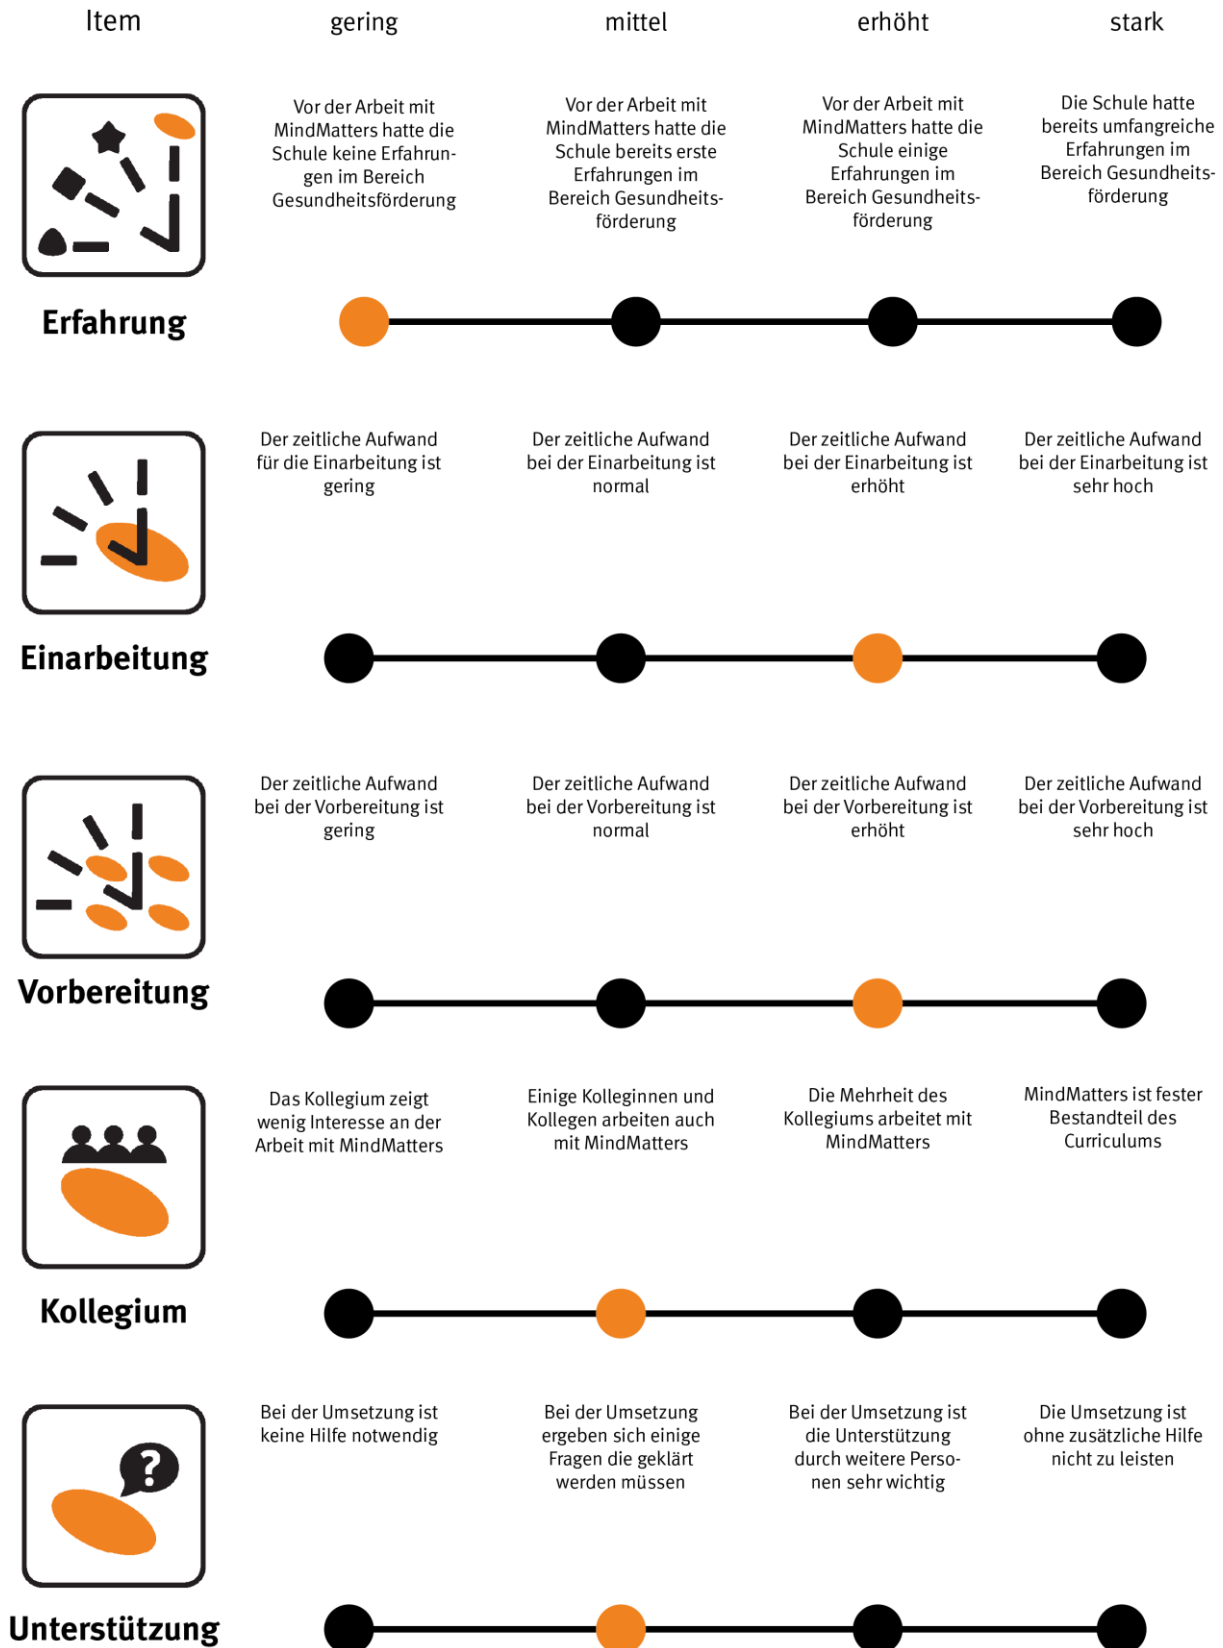 Item gering mittel erhöht stark
Vor der Arbeit mit
MindMatters hatte die
Schule keine Erfahrun-
gen im Bereich
Gesundheitsförderung
Vor der Arbeit mit
MindMatters hatte die
Schule bereits erste
Erfahrungen im
Bereich Gesundheits-
förderung
Vor der Arbeit mit
MindMatters hatte die
Schule einige
Erfahrungen im
Bereich Gesundheits-
förderung
Die Schule hatte
bereits umfangreiche
Erfahrungen im
Bereich Gesundheits-
förderung
Erfahrung
Der zeitliche Aufwand
für die Einarbeitung ist
gering
Der zeitliche Aufwand
bei der Einarbeitung ist
normal
Der zeitliche Aufwand
bei der Einarbeitung ist
erhöht
Der zeitliche Aufwand
bei der Einarbeitung ist
sehr hoch
Einarbeitung
Der zeitliche Aufwand
bei der Vorbereitung ist
gering
Der zeitliche Aufwand
bei der Vorbereitung ist
normal
Der zeitliche Aufwand
bei der Vorbereitung ist
erhöht
Der zeitliche Aufwand
bei der Vorbereitung ist
sehr hoch
Vorbereitung
Das Kollegium zeigt
wenig Interesse an der
Arbeit mit MindMatters
Einige Kolleginnen und
Kollegen arbeiten auch
mit MindMatters
Die Mehrheit des
Kollegiums arbeitet mit
MindMatters
MindMatters ist fester
Bestandteil des
Curriculums
Kollegium
Bei der Umsetzung ist
keine Hilfe notwendig
Bei der Umsetzung
ergeben sich einige
Fragen die geklärt
werden müssen
Bei der Umsetzung ist
die Unterstützung
durch weitere Perso-
nen sehr wichtig
Die Umsetzung ist
ohne zusätzliche Hilfe
nicht zu leisten
?
Unterstützung